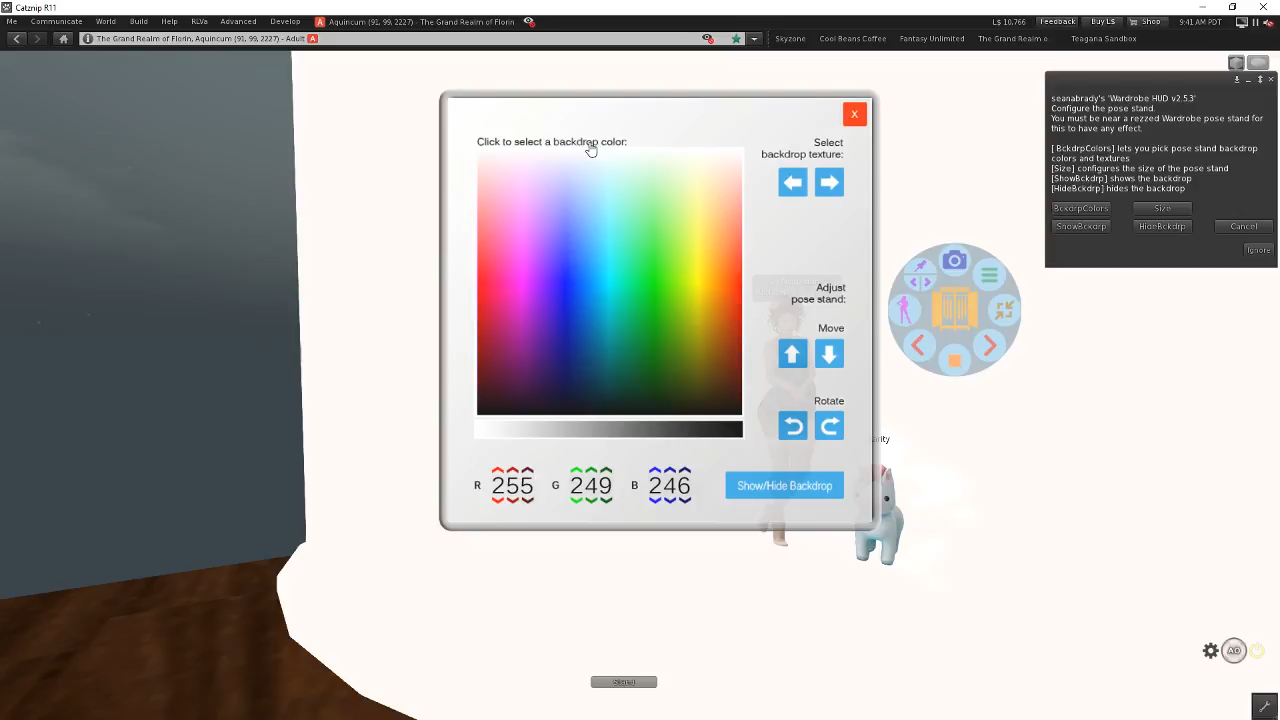 Catznip R11
Me Communicate World Build Help RLVa Advanced Develop A Aquincum (91, 99, 2227) - The Grand Realm of Florin L$ 10,766 Feedback Buy L$ Shop 9:41 AM PDT
The Grand Realm of Florin, Aquincum (91, 99, 2227) - Adult A Skyzone Cool Beans Coffee Fantasy Unlimited The Grand Realm o.. Teagana Sandbox
X
Click to select a backdrop color:
Select
backdrop texture:
Adjust
pose stand:
Move
Rotate
R 255 G 249 B 246 Show/Hide Backdrop
seanabrady's 'Wardrobe HUD v2.5.3'
Configure the pose stand.
You must be near a rezzed Wardrobe pose stand for
this to have any effect.
[ BckdrpColors] lets you pick pose stand backdrop
colors and textures
[Size] configures the size of the pose stand
[ShowBckdrp] shows the backdrop
[HideBckdrp] hides the backdrop
BckdrpColors Size
ShowBckdrp HideBckdrp Cancel
Ignore
arity
AO
Stand